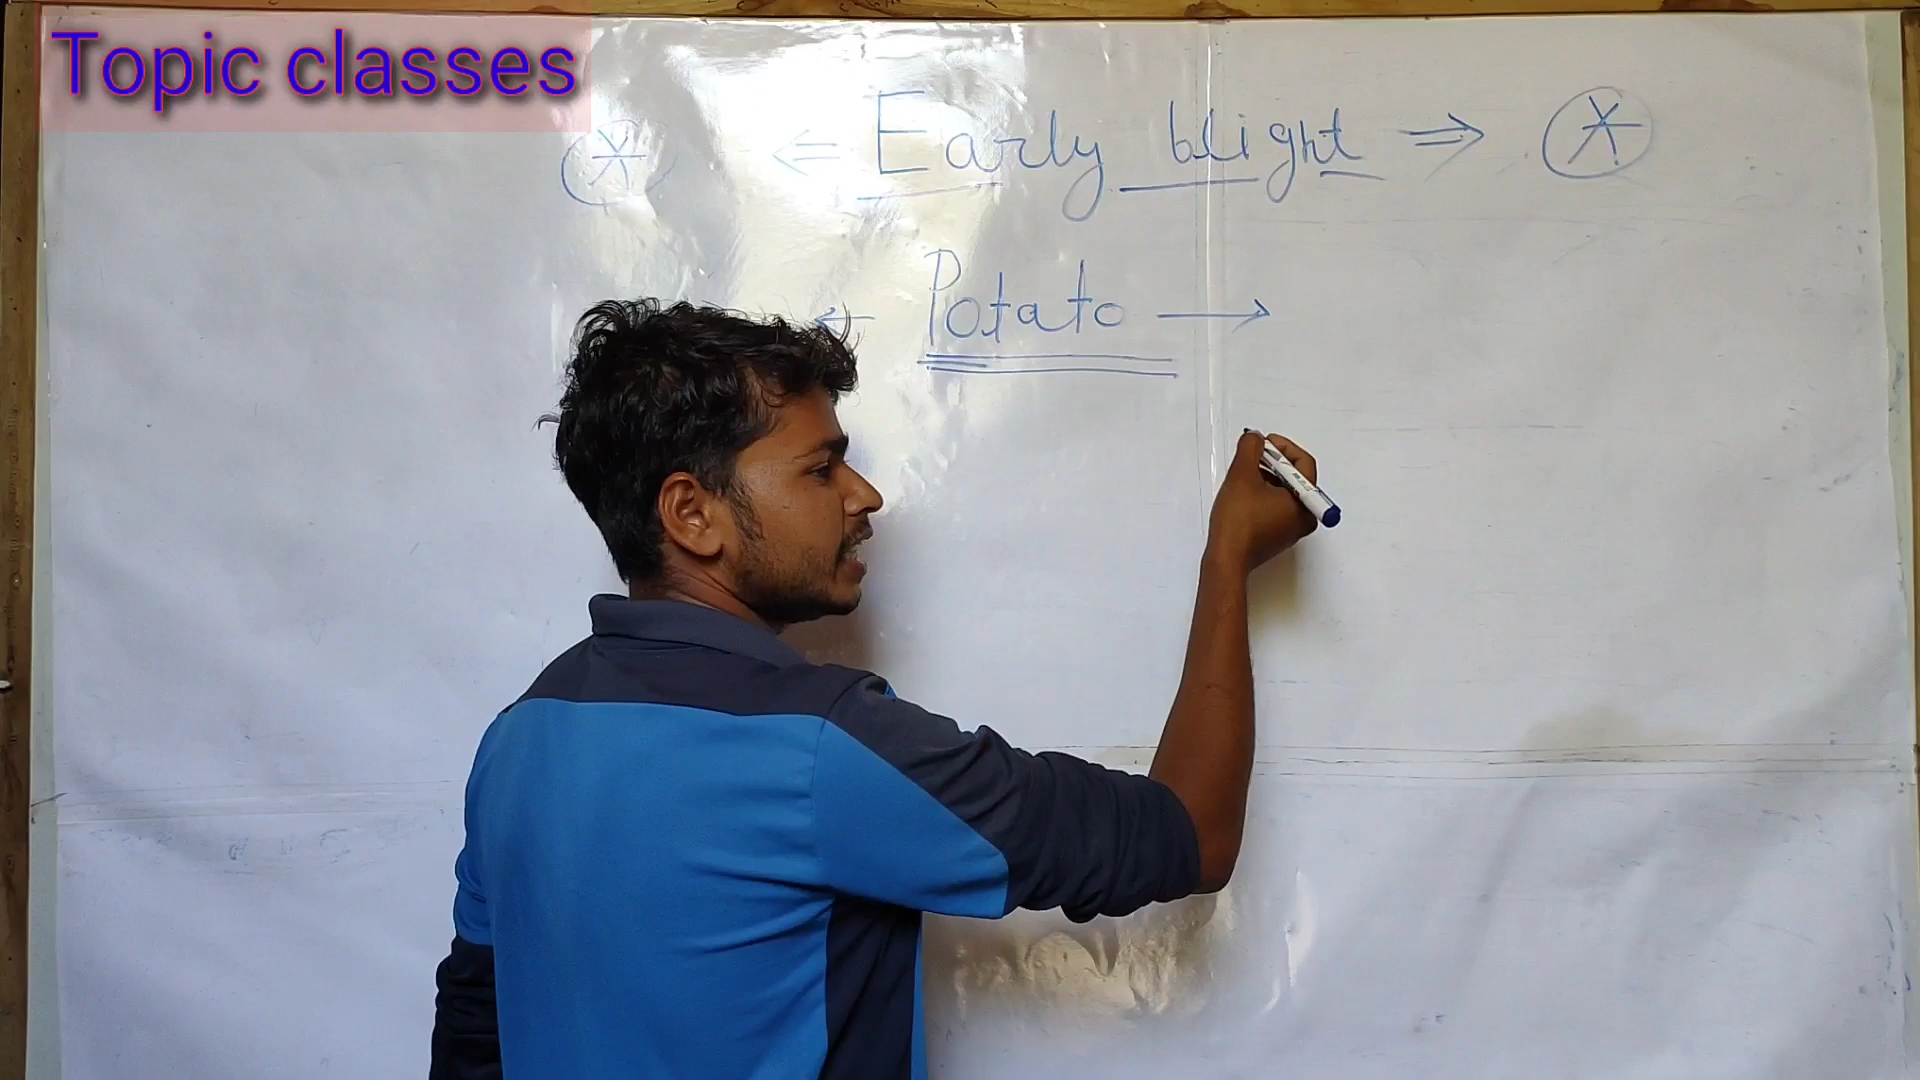 Topic classes
* ⇐ Early blight ⇒ *
← Potato →